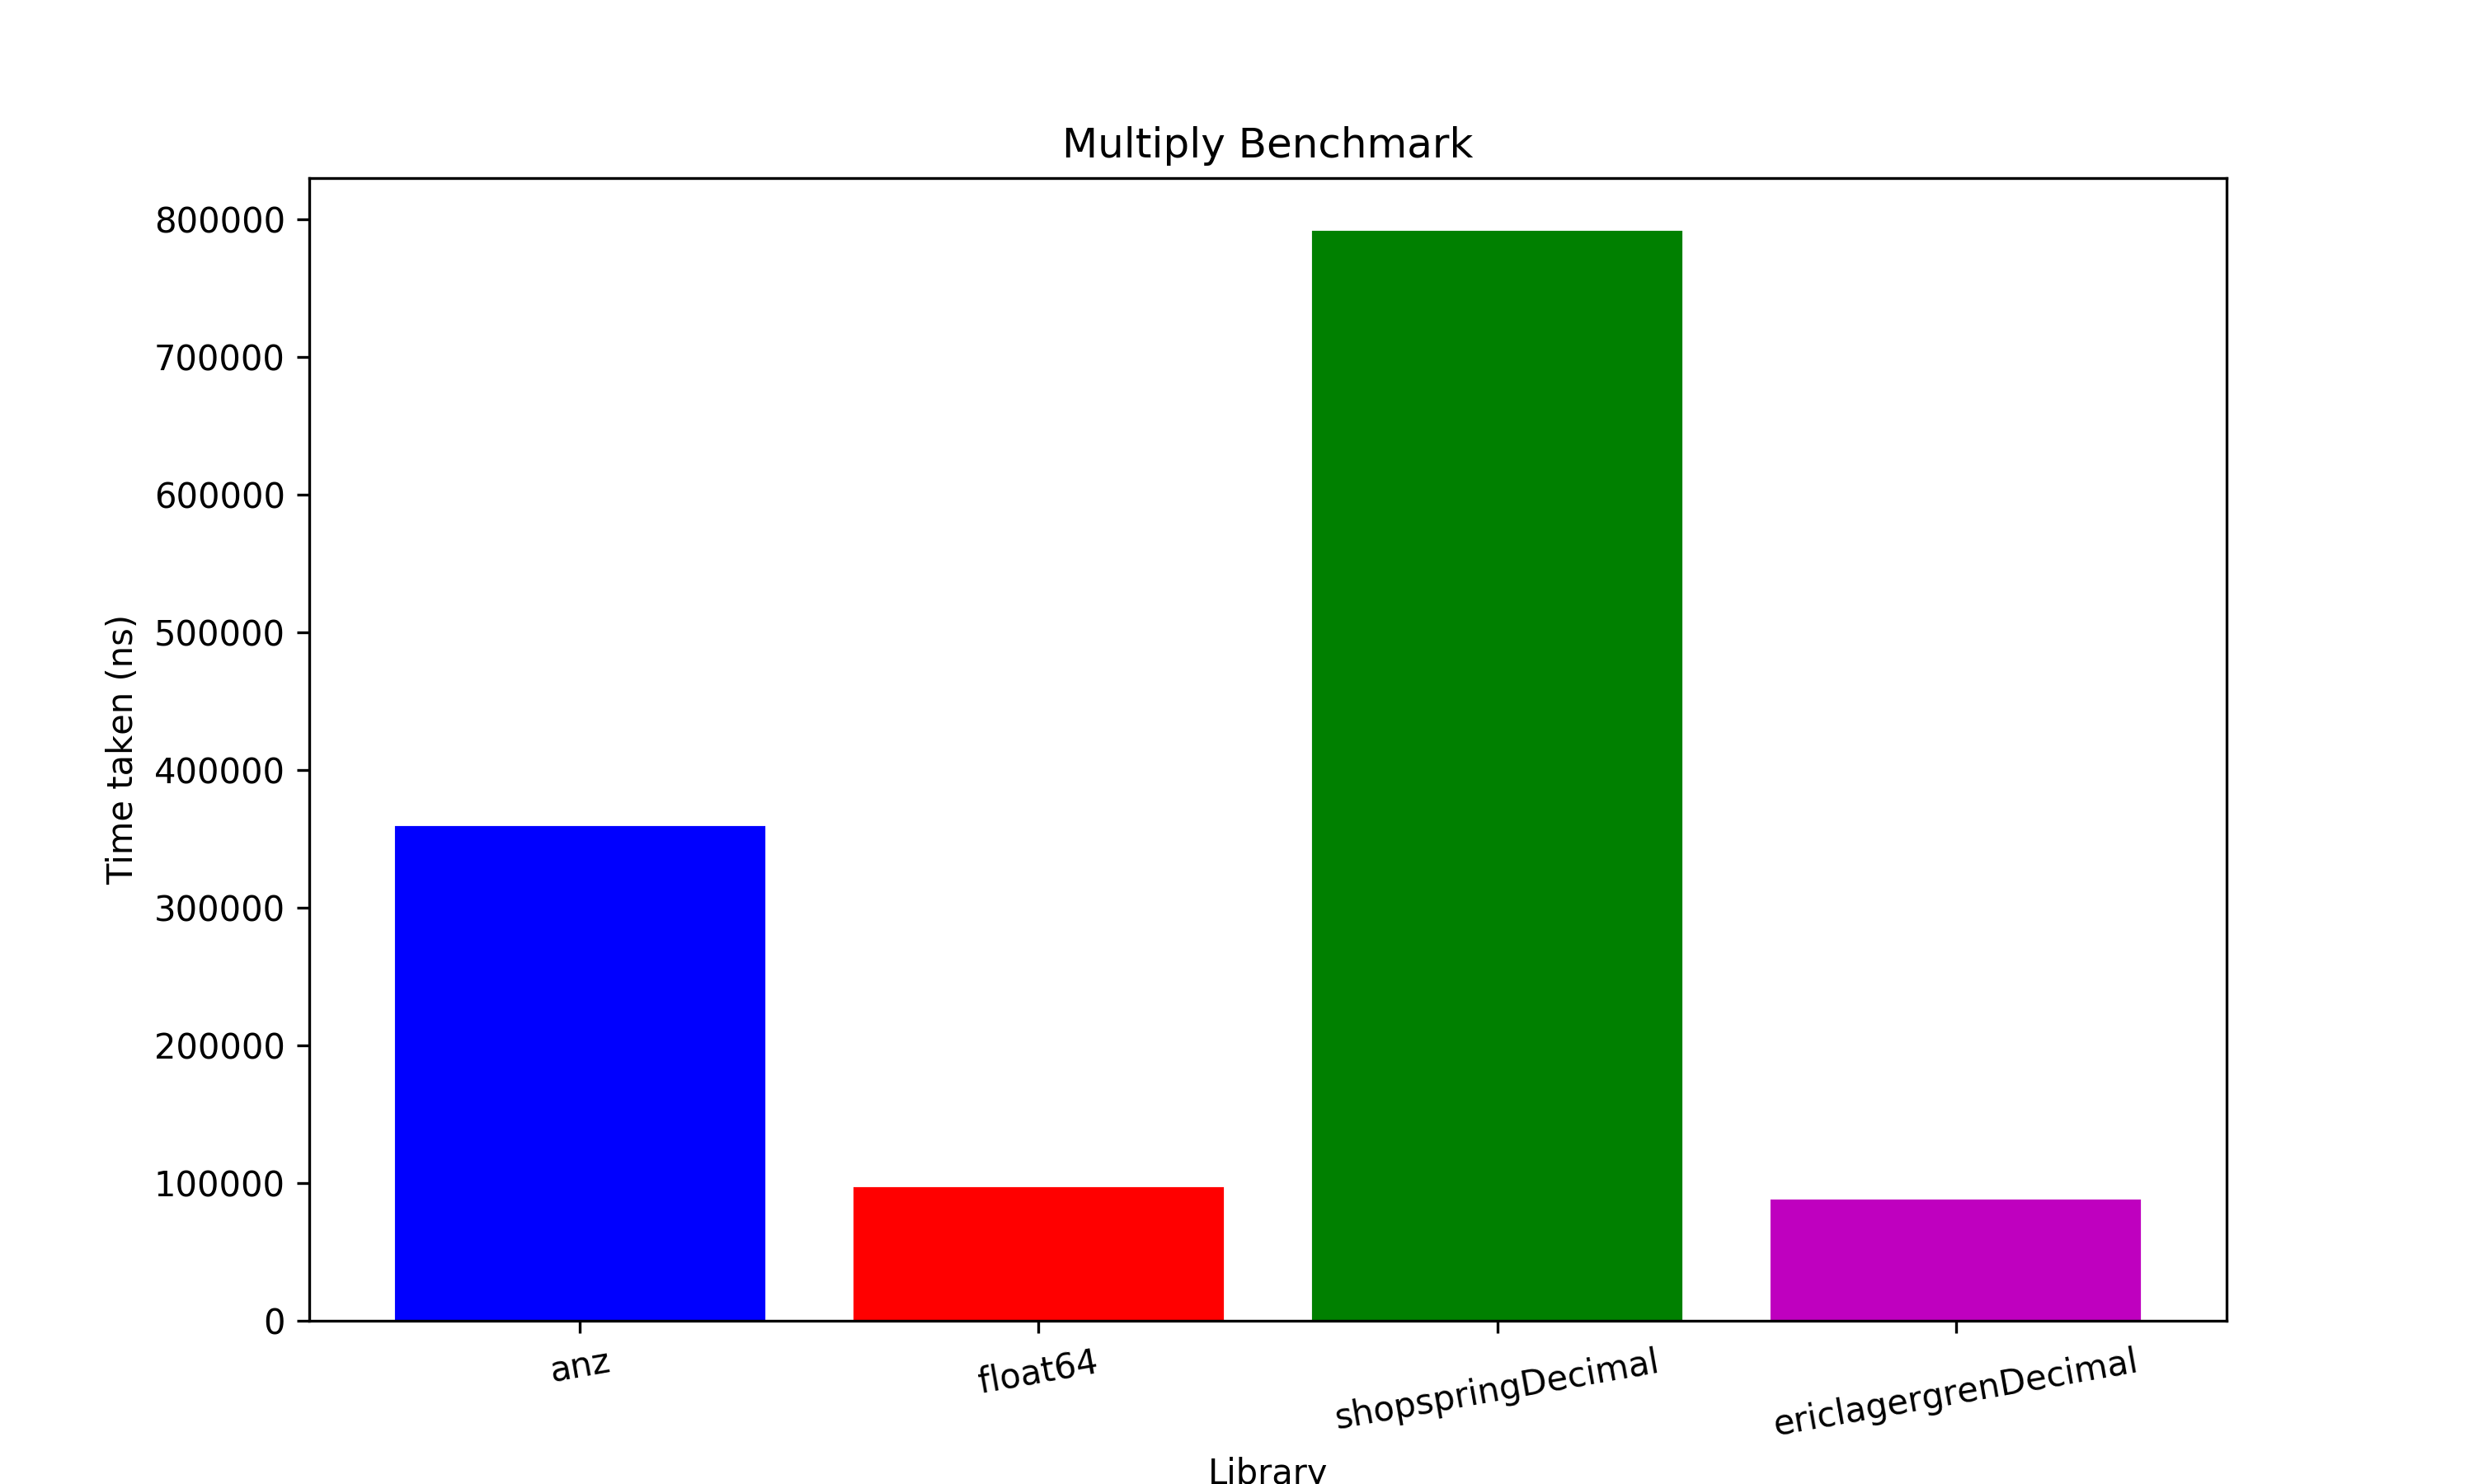 Multiply Benchmark
Time taken (ns)
800000
700000
600000
500000
400000
300000
200000
100000
0
anz
float64
shopspringDecimal
ericlagergrenDecimal
Library